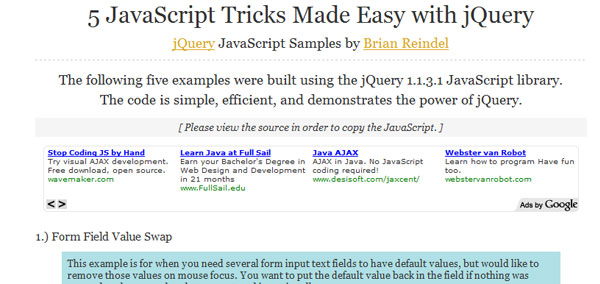 5 JavaScript Tricks Made Easy with jQuery
jQuery JavaScript Samples by Brian Reindel
The following five examples were built using the jQuery 1.1.3.1 JavaScript library.
The code is simple, efficient, and demonstrates the power of jQuery.
[ Please view the source in order to copy the JavaScript. ]
Stop Coding JS by Hand
Try visual AJAX development.
Free download, open source.
wavemaker.com
Learn Java at Full Sail
Earn your Bachelor's Degree in
Web Design and Development
in 21 months
www.FullSail.edu
Java AJAX
AJAX in Java. No JavaScript
coding required!
www.desisoft.com/jaxcent/
Webster van Robot
Learn how to program Have fun
too.
webstervanrobot.com
< >
Ads by Google
1.) Form Field Value Swap
This example is for when you need several form input text fields to have default values, but would like to
remove those values on mouse focus. You want to put the default value back in the field if nothing was